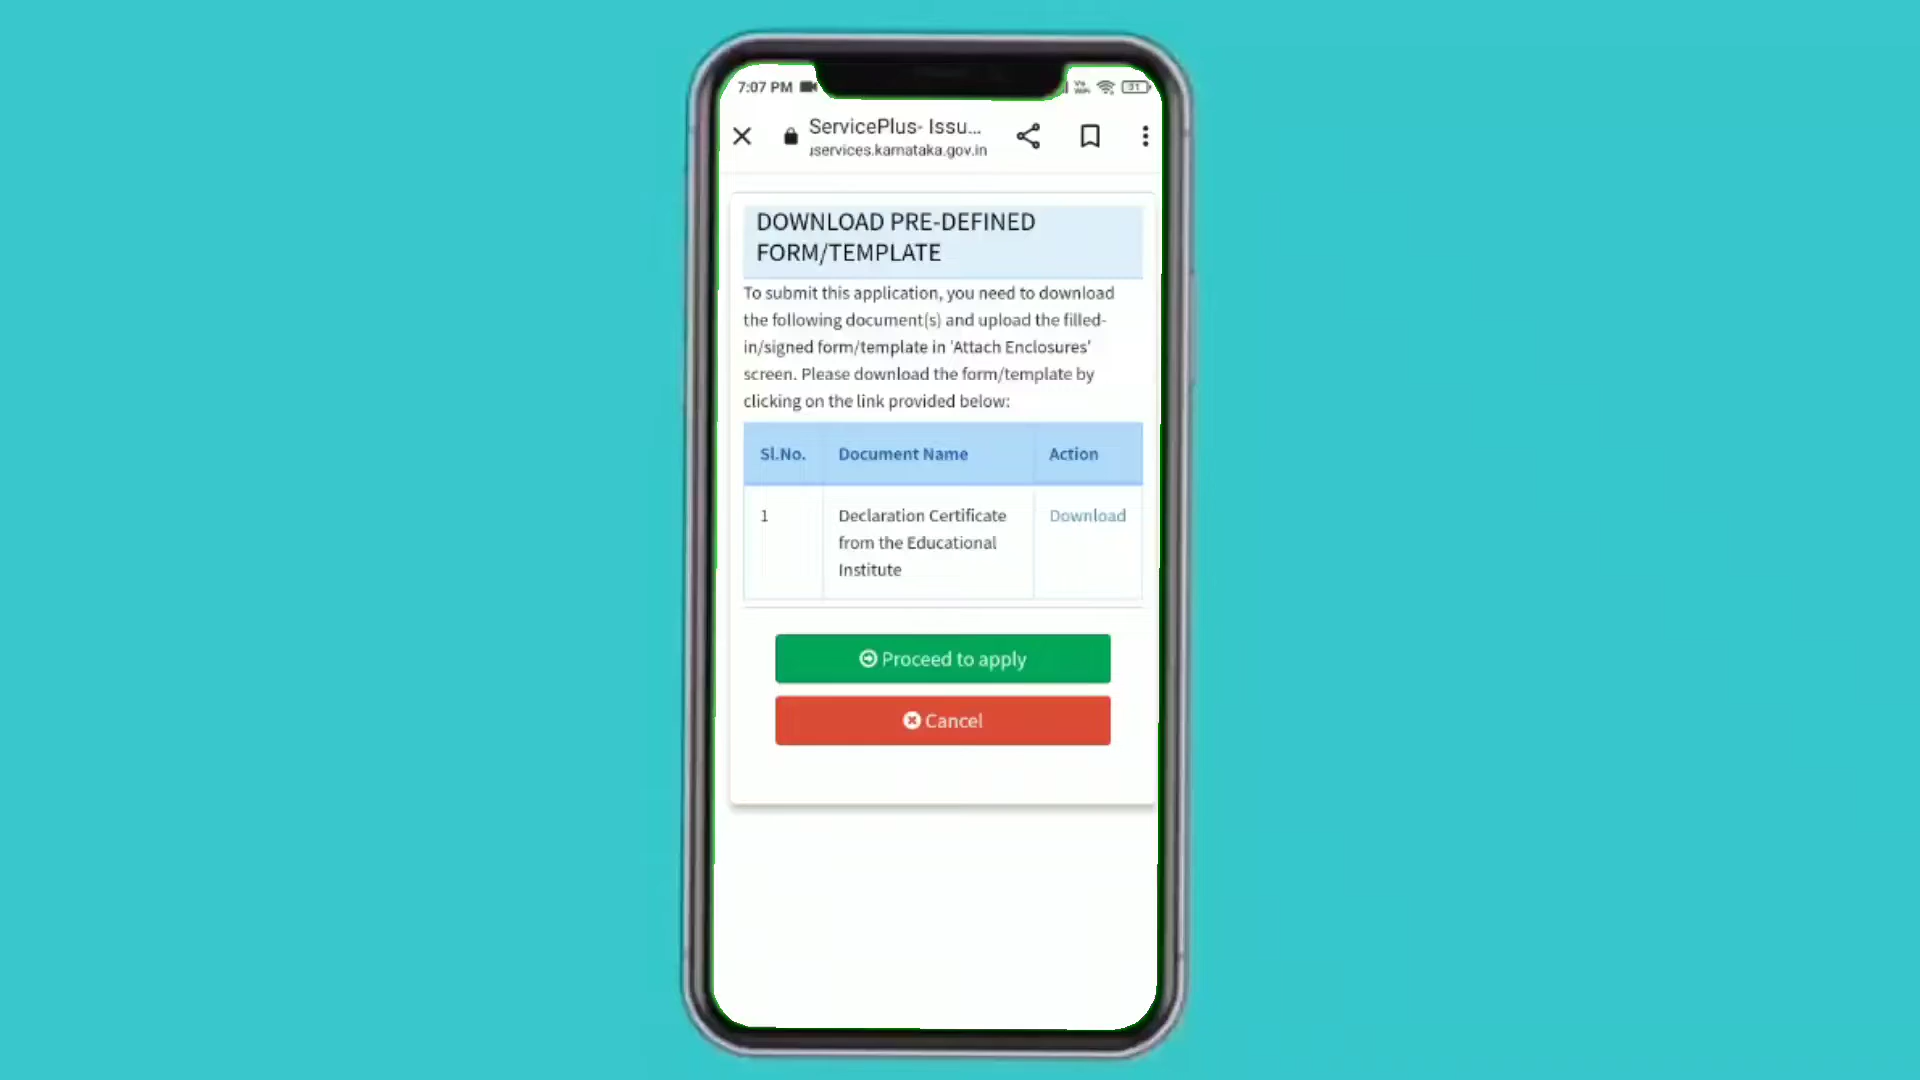 7:07 PM
31
ServicePlus- Issu...
services.karnataka.gov.in
DOWNLOAD PRE-DEFINED
FORM/TEMPLATE
To submit this application, you need to download
the following document(s) and upload the filled-
in/signed form/template in 'Attach Enclosures'
screen. Please download the form/template by
clicking on the link provided below:
Sl.No. Document Name Action
1 Declaration Certificate Download
from the Educational
Institute
Proceed to apply
Cancel